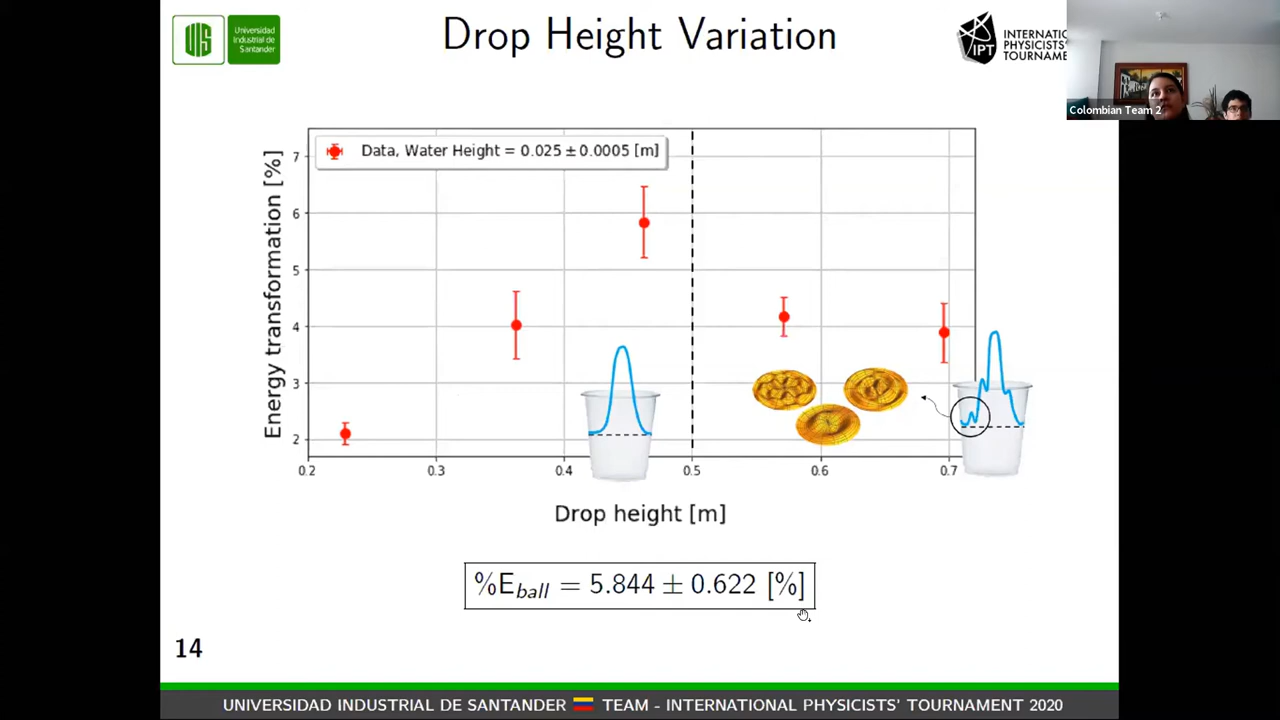 Universidad
Industrial de
Santander
Drop Height Variation
IPT
INTERNATIO
PHYSICISTS'
TOURNAME
Colombian Team 2
Data, Water Height = 0.025 ± 0.0005 [m]
Energy transformation [%]
7
6
5
4
3
2
0.2 0.3 0.4 0.5 0.6 0.7
Drop height [m]
%E_ball = 5.844 ± 0.622 [%]
14
UNIVERSIDAD INDUSTRIAL DE SANTANDER TEAM - INTERNATIONAL PHYSICISTS' TOURNAMENT 2020